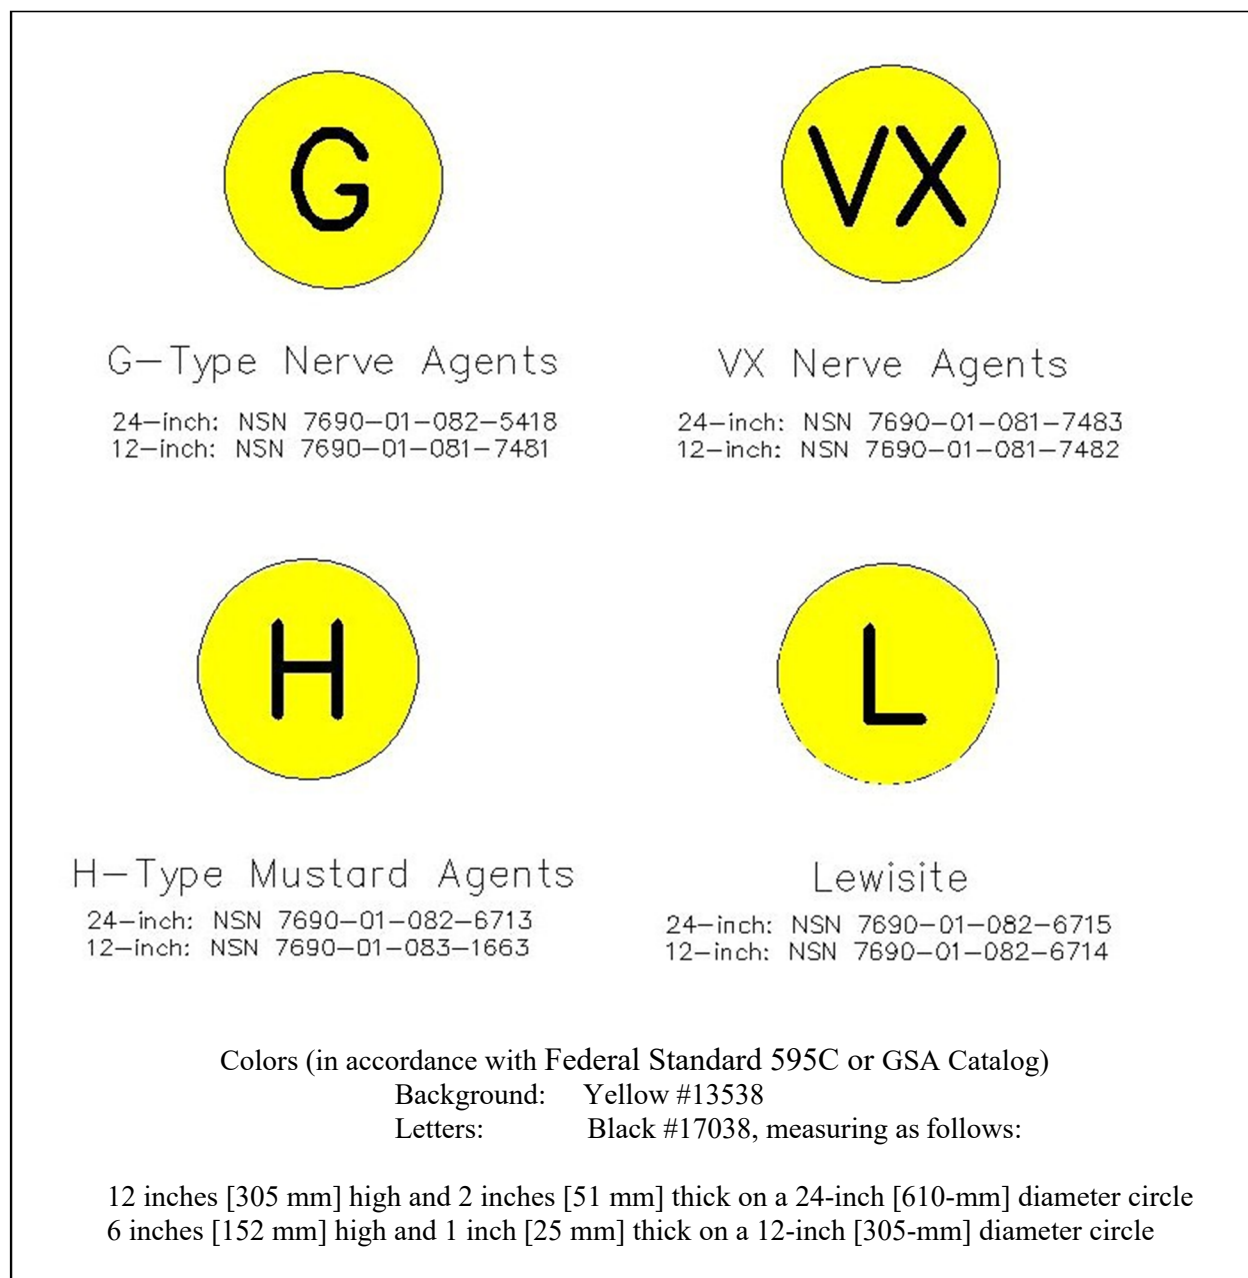 G
VX
G-Type Nerve Agents
24-inch: NSN 7690-01-082-5418
12-inch: NSN 7690-01-081-7481
VX Nerve Agents
24-inch: NSN 7690-01-081-7483
12-inch: NSN 7690-01-081-7482
H
L
H-Type Mustard Agents
24-inch: NSN 7690-01-082-6713
12-inch: NSN 7690-01-083-1663
Lewisite
24-inch: NSN 7690-01-082-6715
12-inch: NSN 7690-01-082-6714
Colors (in accordance with Federal Standard 595C or GSA Catalog)
Background: Yellow #13538
Letters: Black #17038, measuring as follows:
12 inches [305 mm] high and 2 inches [51 mm] thick on a 24-inch [610-mm] diameter circle
6 inches [152 mm] high and 1 inch [25 mm] thick on a 12-inch [305-mm] diameter circle